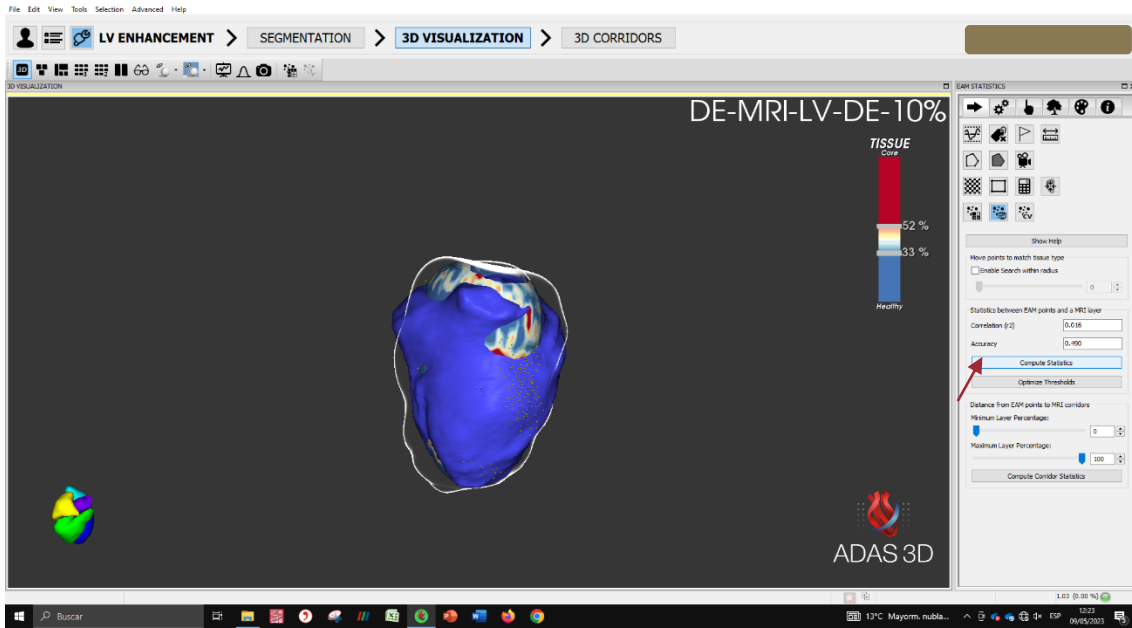 File Edit View Tools Selection Advanced Help
LV ENHANCEMENT > SEGMENTATION > 3D VISUALIZATION > 3D CORRIDORS
3D
3D VISUALIZATION
EAM STATISTICS
DE-MRI-LV-DE-10%
TISSUE
Core
52 %
33 %
Healthy
CV
Show Help
Move points to match tissue type
Enable Search within radius
0
Statistics between EAM points and a MRI layer
Correlation (r2) 0.016
Accuracy 0.490
Compute Statistics
Optimize Thresholds
Distance from EAM points to MRI corridors
Minimum Layer Percentage:
0
Maximum Layer Percentage:
100
Compute Corridor Statistics
ADAS 3D
1.03 (0.00 %)
Buscar
13°C Mayorm. nubla...
ESP
12:23
09/05/2023